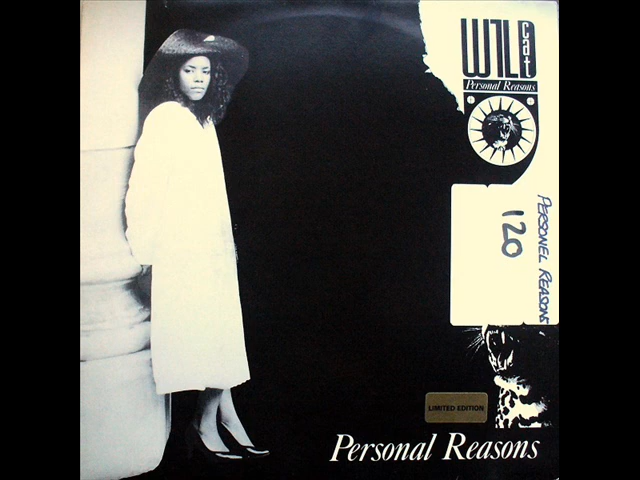 WILD
cat
Personal Reasons
120
PERSONEL REASONS
LIMITED EDITION
Personal Reasons